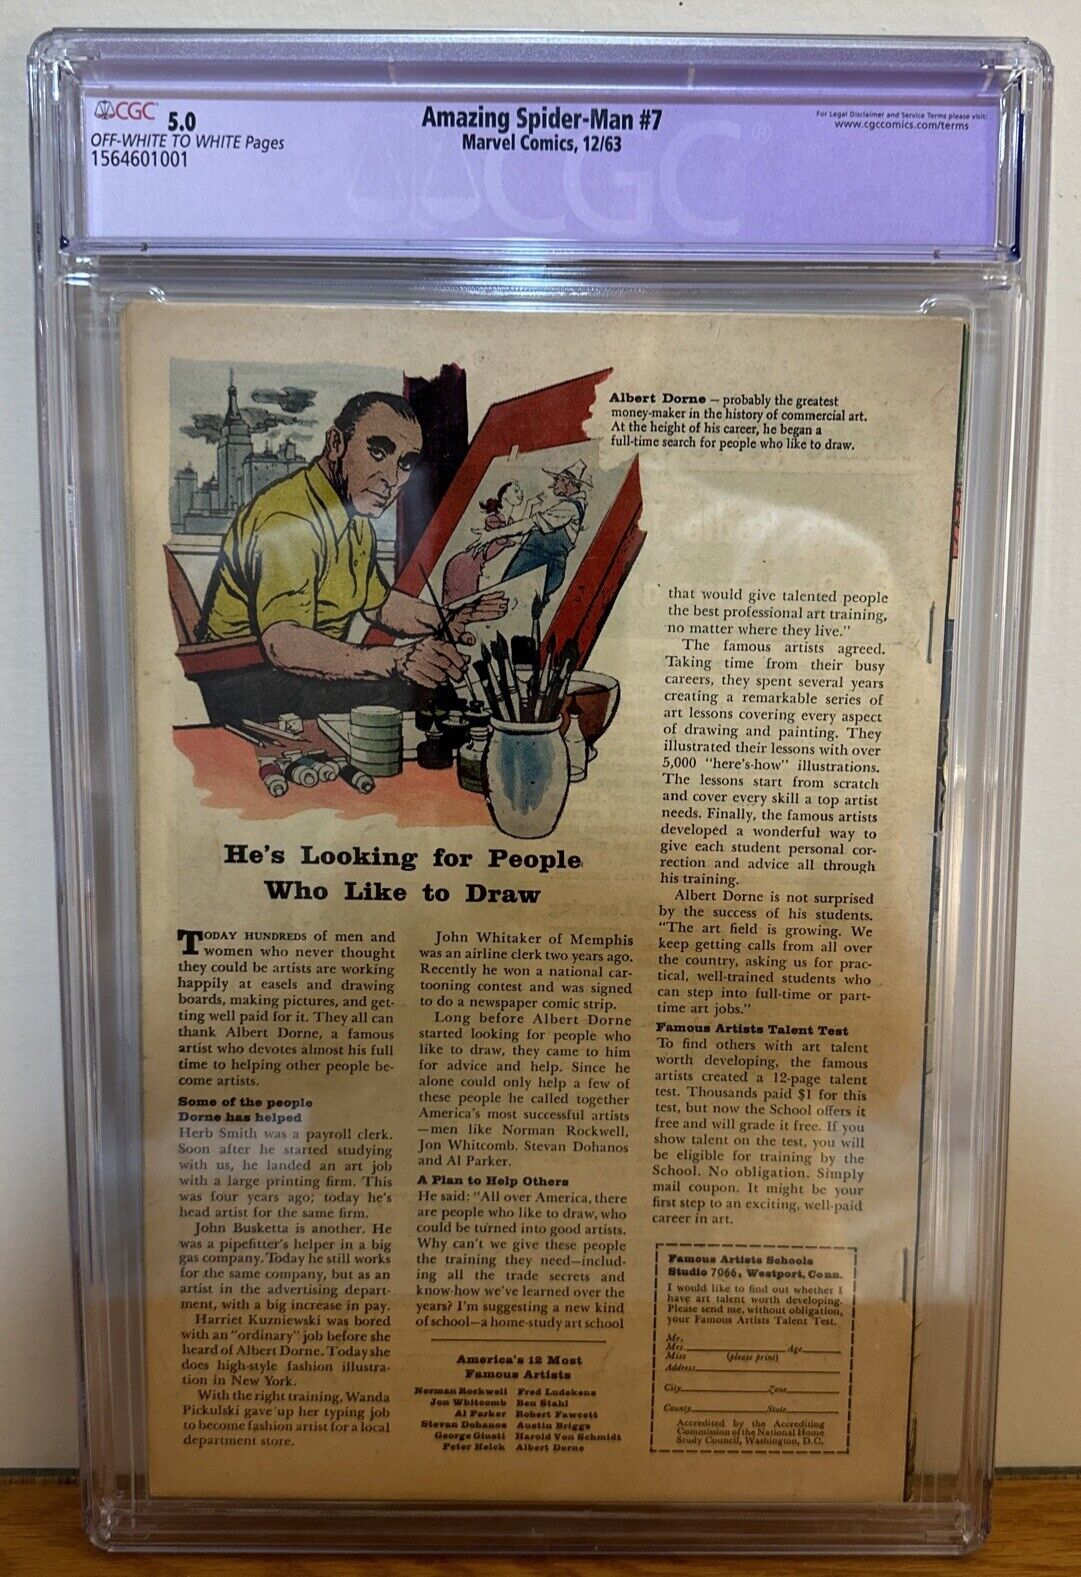 CGC 5.0
OFF-WHITE TO WHITE Pages
1564601001
Amazing Spider-Man #7
Marvel Comics, 12/63
For Legal Disclaimer and Service Terms please visit:
www.cgccomics.com/terms
CGC
Albert Dorne – probably the greatest
money-maker in the history of commercial art.
At the height of his career, he began a
full-time search for people who like to draw.
He's Looking for People
Who Like to Draw
TODAY HUNDREDS of men and
women who never thought
they could be artists are working
happily at easels and drawing
boards, making pictures, and get-
ting well paid for it. They all can
thank Albert Dorne, a famous
artist who devotes almost his full
time to helping other people be-
come artists.
Some of the people
Dorne has helped
Herb Smith was a payroll clerk.
Soon after he started studying
with us, he landed an art job
with a large printing firm. This
was four years ago; today he's
head artist for the same firm.
John Busketta is another. He
was a pipefitter's helper in a big
gas company. Today he still works
for the same company, but as an
artist in the advertising depart-
ment, with a big increase in pay.
Harriet Kuzniewski was bored
with an "ordinary" job before she
heard of Albert Dorne. Today she
does high-style fashion illustra-
tion in New York.
With the right training, Wanda
Pickulski gave up her typing job
to become fashion artist for a local
department store.
John Whitaker of Memphis
was an airline clerk two years ago.
Recently he won a national car-
tooning contest and was signed
to do a newspaper comic strip.
Long before Albert Dorne
started looking for people who
like to draw, they came to him
for advice and help. Since he
alone could only help a few of
these people he called together
America's most successful artists
—men like Norman Rockwell,
Jon Whitcomb, Stevan Dohanos
and Al Parker.
A Plan to Help Others
He said: "All over America, there
are people who like to draw, who
could be turned into good artists.
Why can't we give these people
the training they need—includ-
ing all the trade secrets and
know-how we've learned over the
years? I'm suggesting a new kind
of school—a home-study art school
America's 12 Most
Famous Artists
Norman Rockwell Fred Ludekens
Jon Whitcomb Ben Stahl
Al Parker Robert Fawcett
Stevan Dohanos Austin Briggs
George Giusti Harold Von Schmidt
Peter Helck Albert Dorne
that would give talented people
the best professional art training,
no matter where they live."
The famous artists agreed.
Taking time from their busy
careers, they spent several years
creating a remarkable series of
art lessons covering every aspect
of drawing and painting. They
illustrated their lessons with over
5,000 "here's-how" illustrations.
The lessons start from scratch
and cover every skill a top artist
needs. Finally, the famous artists
developed a wonderful way to
give each student personal cor-
rection and advice all through
his training.
Albert Dorne is not surprised
by the success of his students.
"The art field is growing. We
keep getting calls from all over
the country, asking us for prac-
tical, well-trained students who
can step into full-time or part-
time art jobs."
Famous Artists Talent Test
To find others with art talent
worth developing, the famous
artists created a 12-page talent
test. Thousands paid $1 for this
test, but now the School offers it
free and will grade it free. If you
show talent on the test, you will
be eligible for training by the
School. No obligation. Simply
mail coupon. It might be your
first step to an exciting, well-paid
career in art.
Famous Artists Schools
Studio 7066, Westport, Conn.
I would like to find out whether I
have art talent worth developing.
Please send me, without obligation,
your Famous Artists Talent Test.
Mr.
Mrs. Age
Miss (please print)
Address
City Zone
County State
Accredited by the Accrediting
Commission of the National Home
Study Council, Washington, D.C.